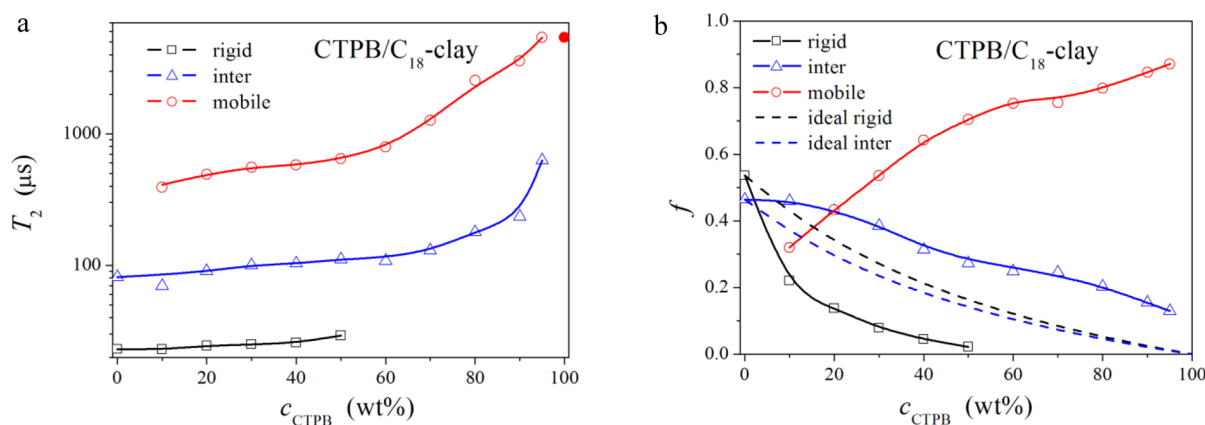 a
CTPB/C₁₈-clay
rigid
inter
mobile
1000
100
T₂ (μs)
0 20 40 60 80 100
c_CTPB (wt%)
b
CTPB/C₁₈-clay
rigid
inter
mobile
ideal rigid
ideal inter
1.0
0.8
0.6
0.4
0.2
0.0
f
0 20 40 60 80 100
c_CTPB (wt%)